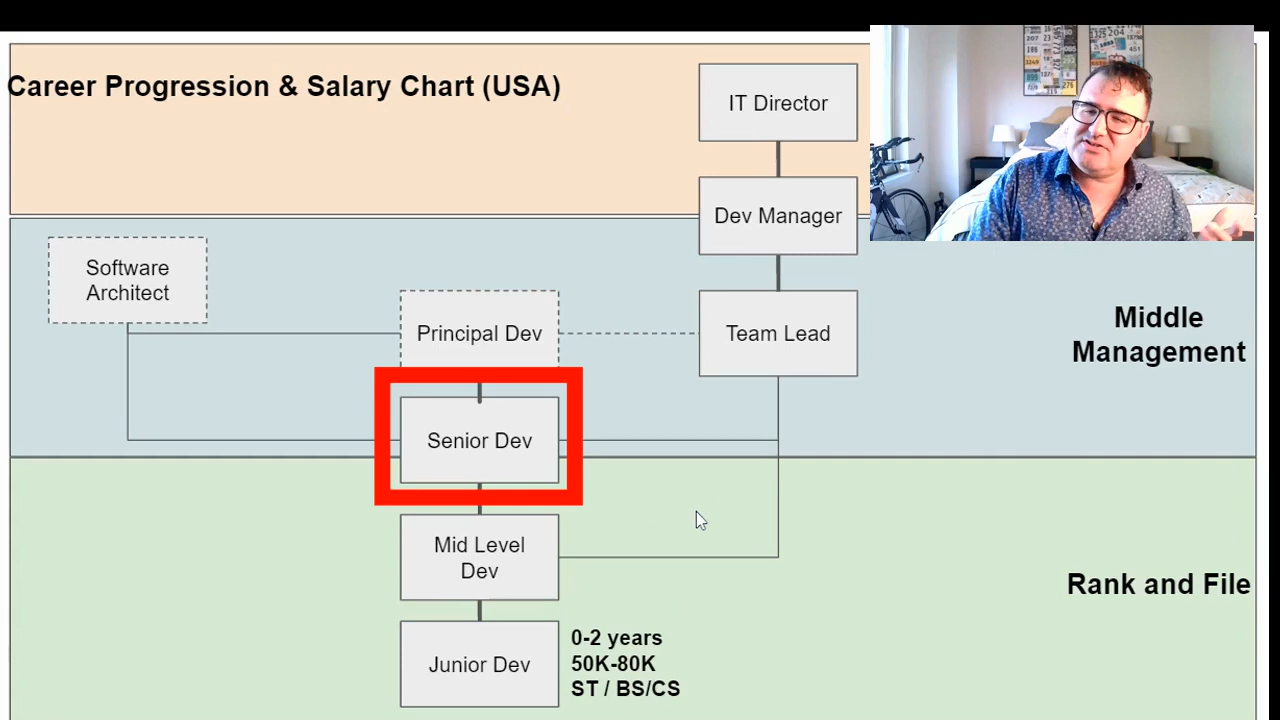 Career Progression & Salary Chart (USA)
IT Director
Dev Manager
Software
Architect
Principal Dev
Team Lead
Middle
Management
Senior Dev
Mid Level
Dev
Rank and File
Junior Dev
0-2 years
50K-80K
ST / BS/CS